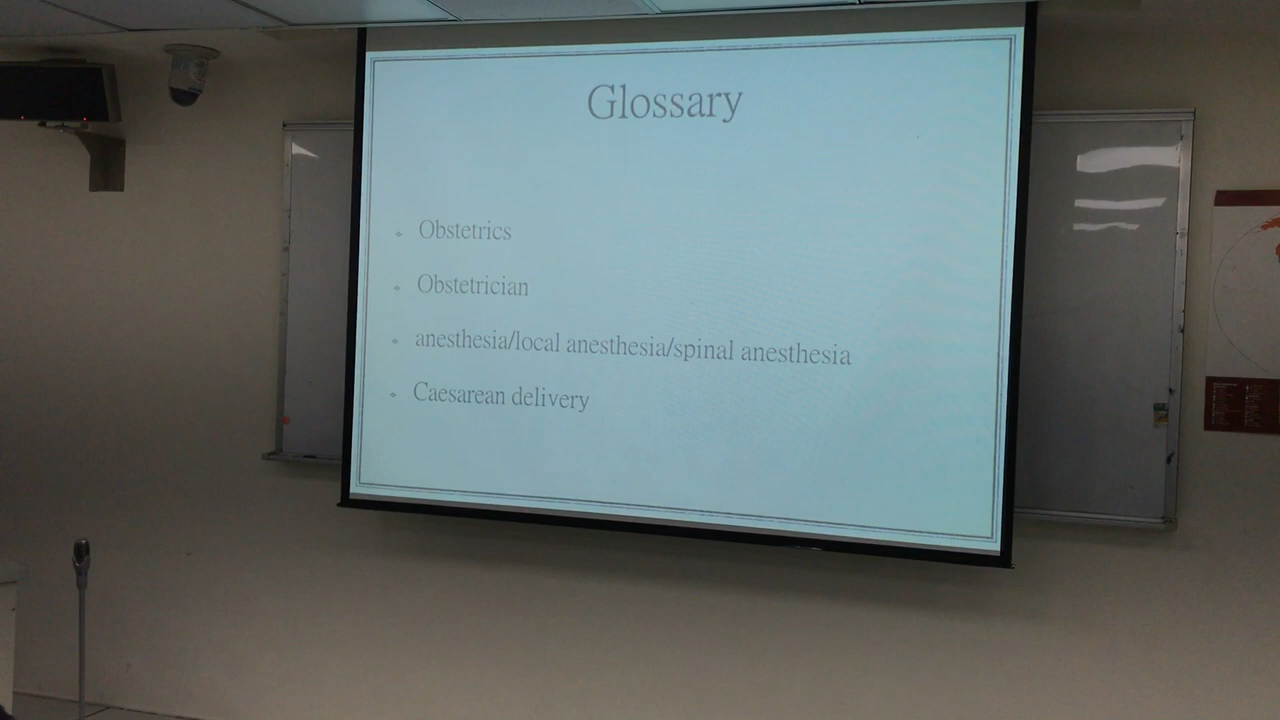 Glossary
Obstetrics
Obstetrician
anesthesia/local anesthesia/spinal anesthesia
Caesarean delivery